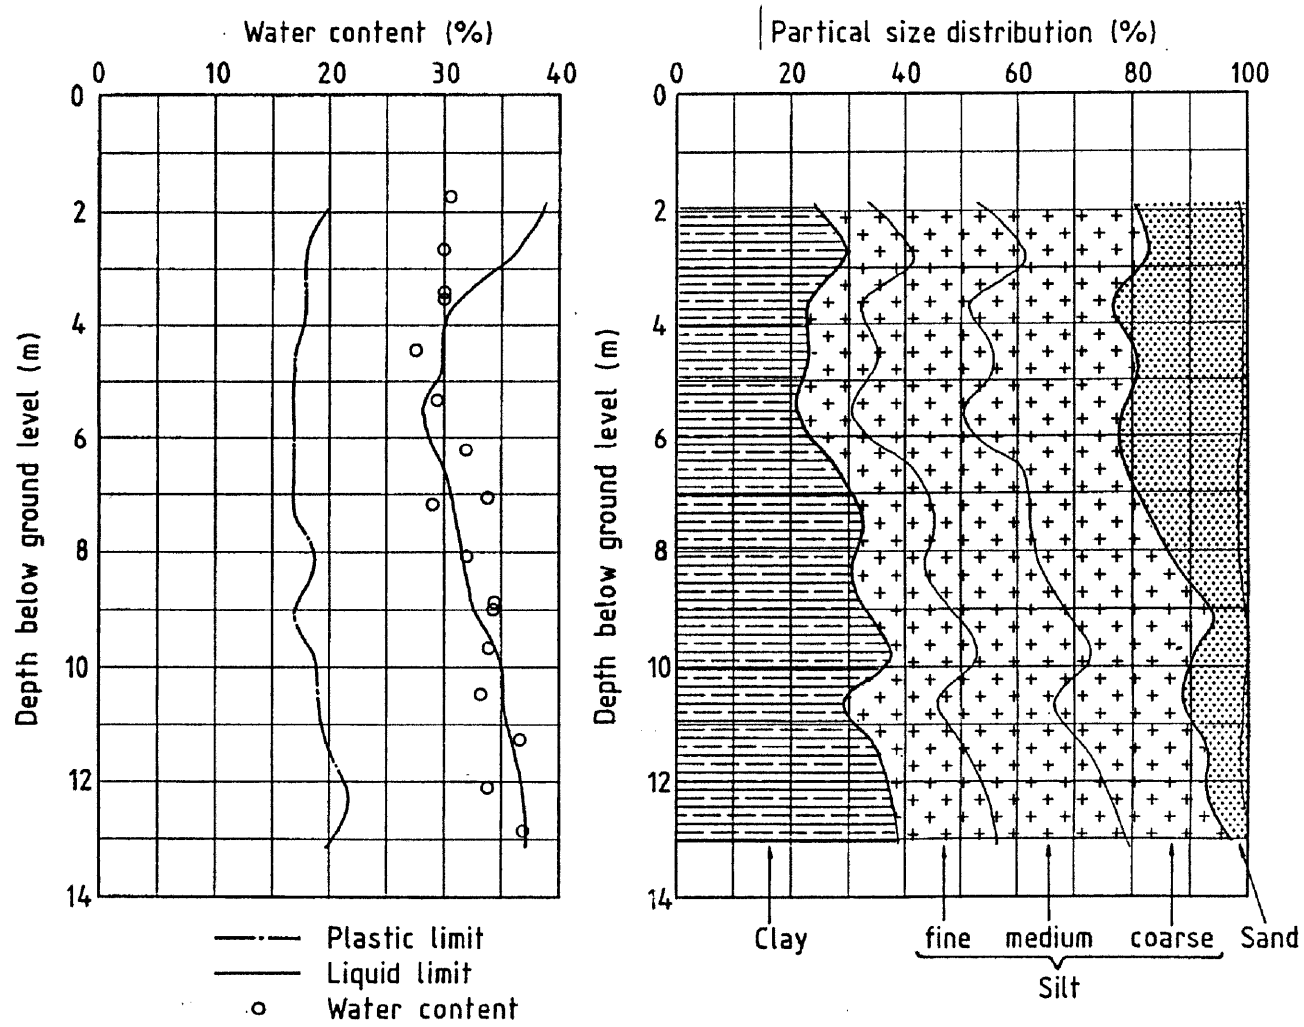 Water content (%)
0 10 20 30 40
0
2
4
6
8
10
12
14
Depth below ground level (m)
Plastic limit
Liquid limit
Water content
Partical size distribution (%)
0 20 40 60 80 100
0
2
4
6
8
10
12
14
Depth below ground level (m)
Clay fine medium coarse Sand
Silt